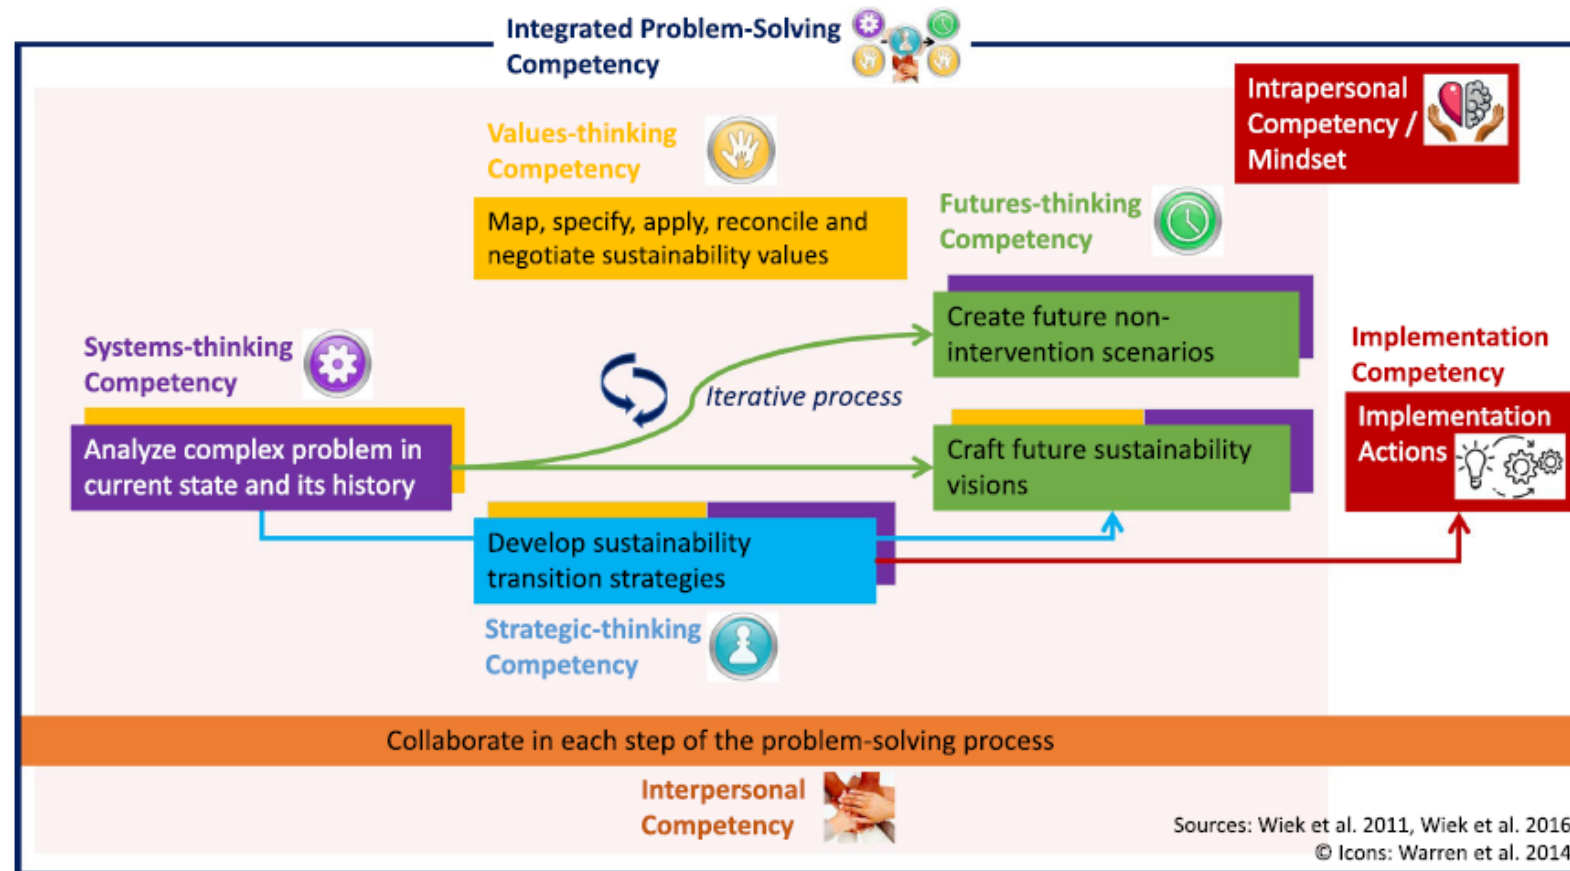 Integrated Problem-Solving
Competency
Intrapersonal
Competency /
Mindset
Values-thinking
Competency
Map, specify, apply, reconcile and
negotiate sustainability values
Futures-thinking
Competency
Create future non-
intervention scenarios
Systems-thinking
Competency
Iterative process
Implementation
Competency
Implementation
Actions
Analyze complex problem in
current state and its history
Craft future sustainability
visions
Develop sustainability
transition strategies
Strategic-thinking
Competency
Collaborate in each step of the problem-solving process
Interpersonal
Competency
Sources: Wiek et al. 2011, Wiek et al. 2016
© Icons: Warren et al. 2014